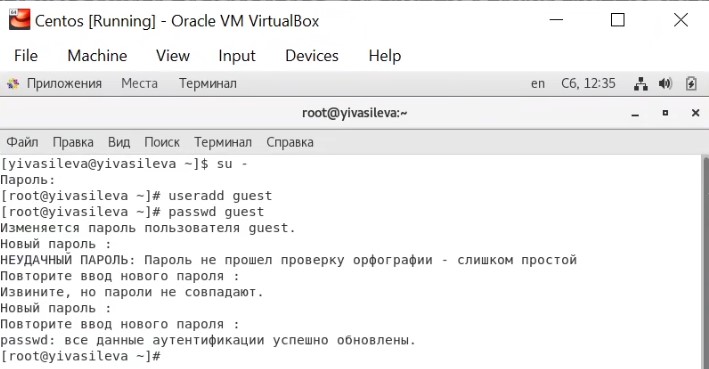 Centos [Running] - Oracle VM VirtualBox
File Machine View Input Devices Help
Приложения Места Терминал en Сб, 12:35
root@yivasileva:~
Файл Правка Вид Поиск Терминал Справка
[yivasileva@yivasileva ~]$ su -
Пароль:
[root@yivasileva ~]# useradd guest
[root@yivasileva ~]# passwd guest
Изменяется пароль пользователя guest.
Новый пароль :
НЕУДАЧНЫЙ ПАРОЛЬ: Пароль не прошел проверку орфографии - слишком простой
Повторите ввод нового пароля :
Извините, но пароли не совпадают.
Новый пароль :
Повторите ввод нового пароля :
passwd: все данные аутентификации успешно обновлены.
[root@yivasileva ~]#